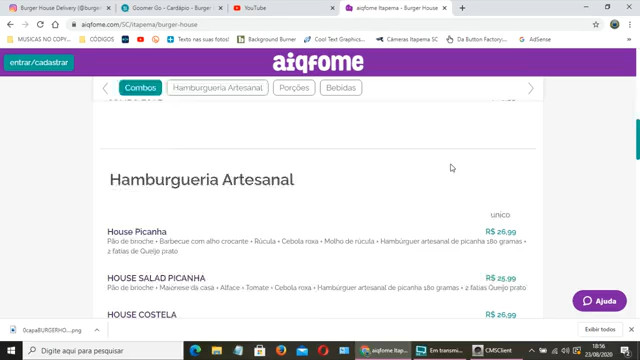 Burger House Delivery (@burger
Goomer Go - Cardápio - Burger
YouTube
aiqfome Itapema - Burger House
aiqfome.com/SC/itapema/burger-house
Apps
MUSICAS NO COPY...
CÓDIGOS
Texto nas suas fotos!
Background Burner
Cool Text Graphics...
Câmeras Itapema SC
Da Button Factory:...
AdSense
entrar/cadastrar
aiqfome
Combos
Hamburgueria Artesanal
Porções
Bebidas
Hamburgueria Artesanal
unico
House Picanha R$ 26,99
Pão de brioche + Barbecue com alho crocante + Rúcula + Cebola roxa + Molho de rúcula + Hambúrguer artesanal de picanha 180 gramas +
2 fatias de Queijo prato
HOUSE SALAD PICANHA R$ 25,99
Pão de brioche + Maionese da casa + Alface + Tomate + Cebola roxa + Hambúrguer artesanal de picanha 180 gramas + 2 fatias Queijo prato
HOUSE COSTELA R$ 26,99
Ajuda
0capaBURGERHO....png
Exibir todos
Digite aqui para pesquisar
aiqfome Itap...
Em transmi...
CMSClient
18:56
23/08/2020